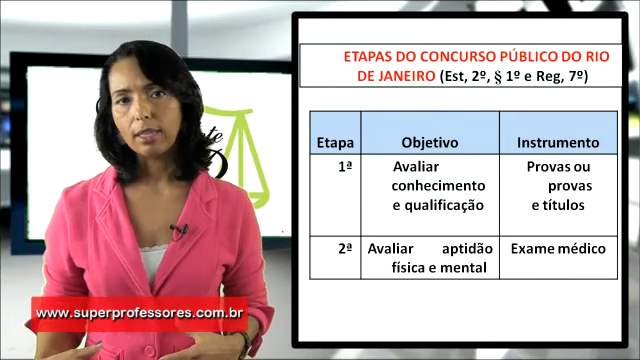 ETAPAS DO CONCURSO PÚBLICO DO RIO
DE JANEIRO (Est, 2º, § 1º e Reg, 7º)
Etapa Objetivo Instrumento
1ª Avaliar conhecimento e qualificação Provas ou provas e títulos
2ª Avaliar aptidão física e mental Exame médico
www.superprofessores.com.br